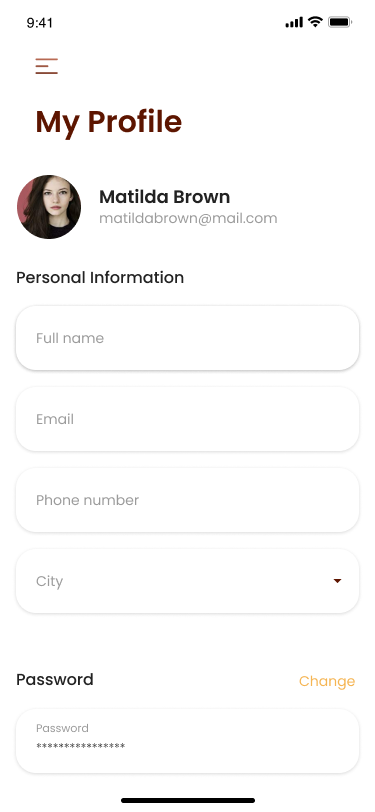 9:41
My Profile
Matilda Brown
matildabrown@mail.com
Personal Information
Full name
Email
Phone number
City
Password Change
Password
****************